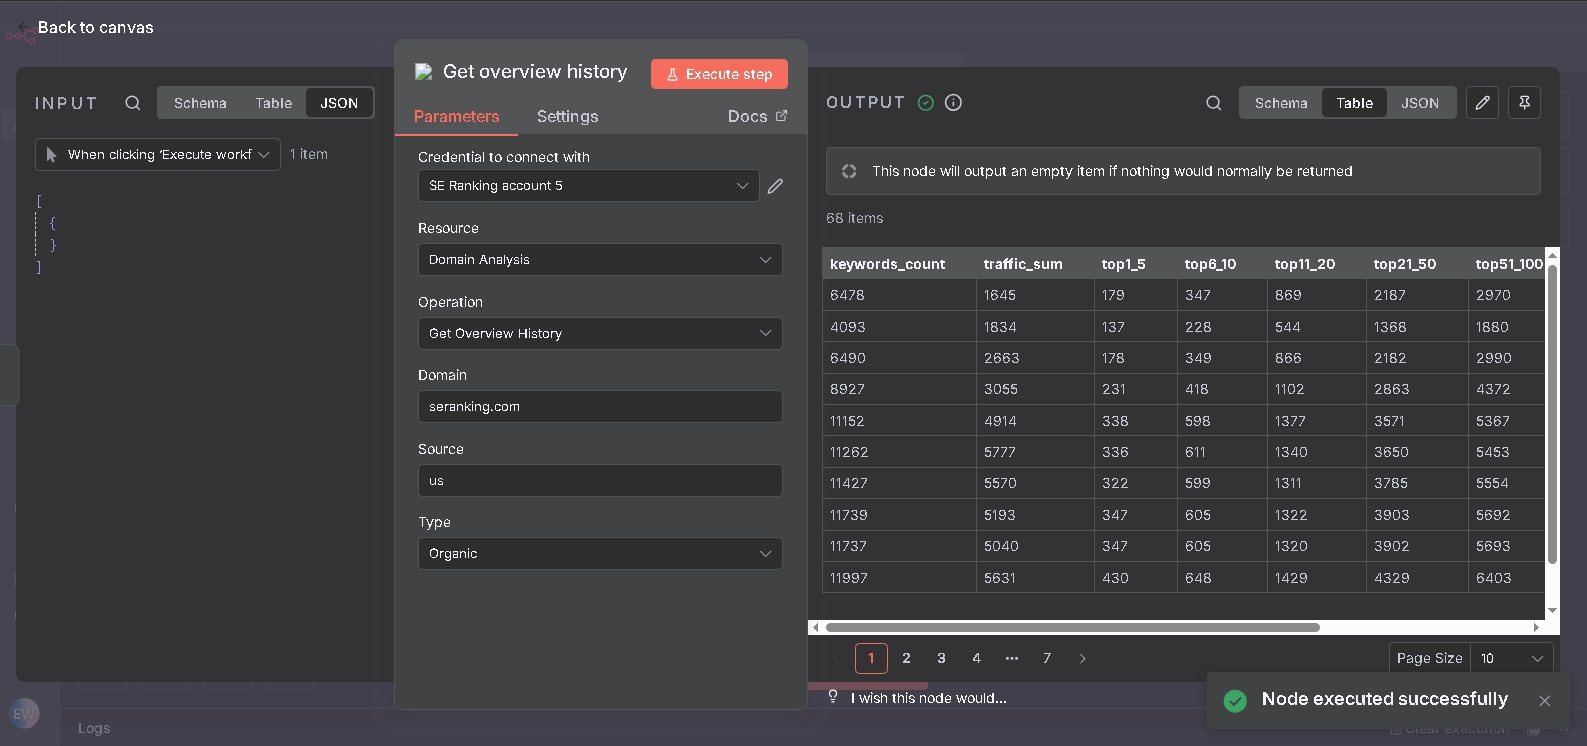 Back to canvas
Get overview history
Execute step
INPUT
Schema
Table
JSON
Parameters
Settings
Docs
OUTPUT
Schema
Table
JSON
When clicking 'Execute workf
1 item
[
{
}
]
Credential to connect with
SE Ranking account 5
Resource
Domain Analysis
Operation
Get Overview History
Domain
seranking.com
Source
us
Type
Organic
This node will output an empty item if nothing would normally be returned
68 items
keywords_count traffic_sum top1_5 top6_10 top11_20 top21_50 top51_100
6478 1645 179 347 869 2187 2970
4093 1834 137 228 544 1368 1880
6490 2663 178 349 866 2182 2990
8927 3055 231 418 1102 2863 4372
11152 4914 338 598 1377 3571 5367
11262 5777 336 611 1340 3650 5453
11427 5570 322 599 1311 3785 5554
11739 5193 347 605 1322 3903 5692
11737 5040 347 605 1320 3902 5693
11997 5631 430 648 1429 4329 6403
1 2 3 4 ••• 7
Page Size 10
I wish this node would...
Node executed successfully
EW
Logs
Clear execution